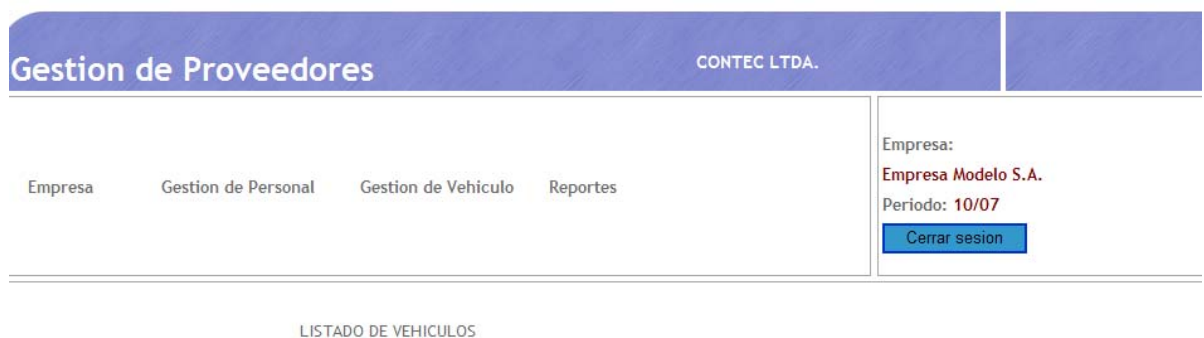 Gestion de Proveedores
CONTEC LTDA.
Empresa
Gestion de Personal
Gestion de Vehiculo
Reportes
Empresa:
Empresa Modelo S.A.
Periodo: 10/07
Cerrar sesion
LISTADO DE VEHICULOS